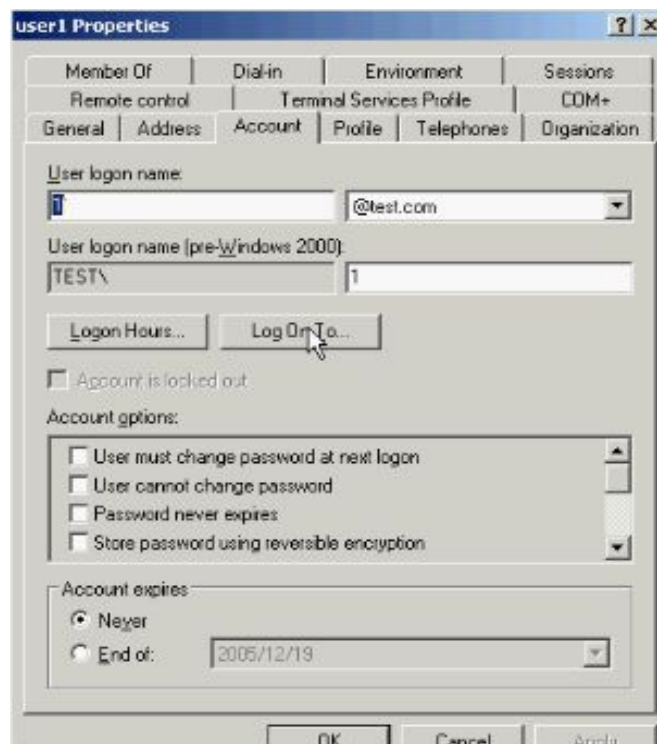 user1 Properties
Member Of Dial-in Environment Sessions
Remote control Terminal Services Profile COM+
General Address Account Profile Telephones Organization
User logon name:
1 @test.com
User logon name (pre-Windows 2000):
TEST\ 1
Logon Hours... Log On To...
Account is locked out
Account options:
User must change password at next logon
User cannot change password
Password never expires
Store password using reversible encryption
Account expires
Never
End of: 2005/12/19
OK Cancel Apply